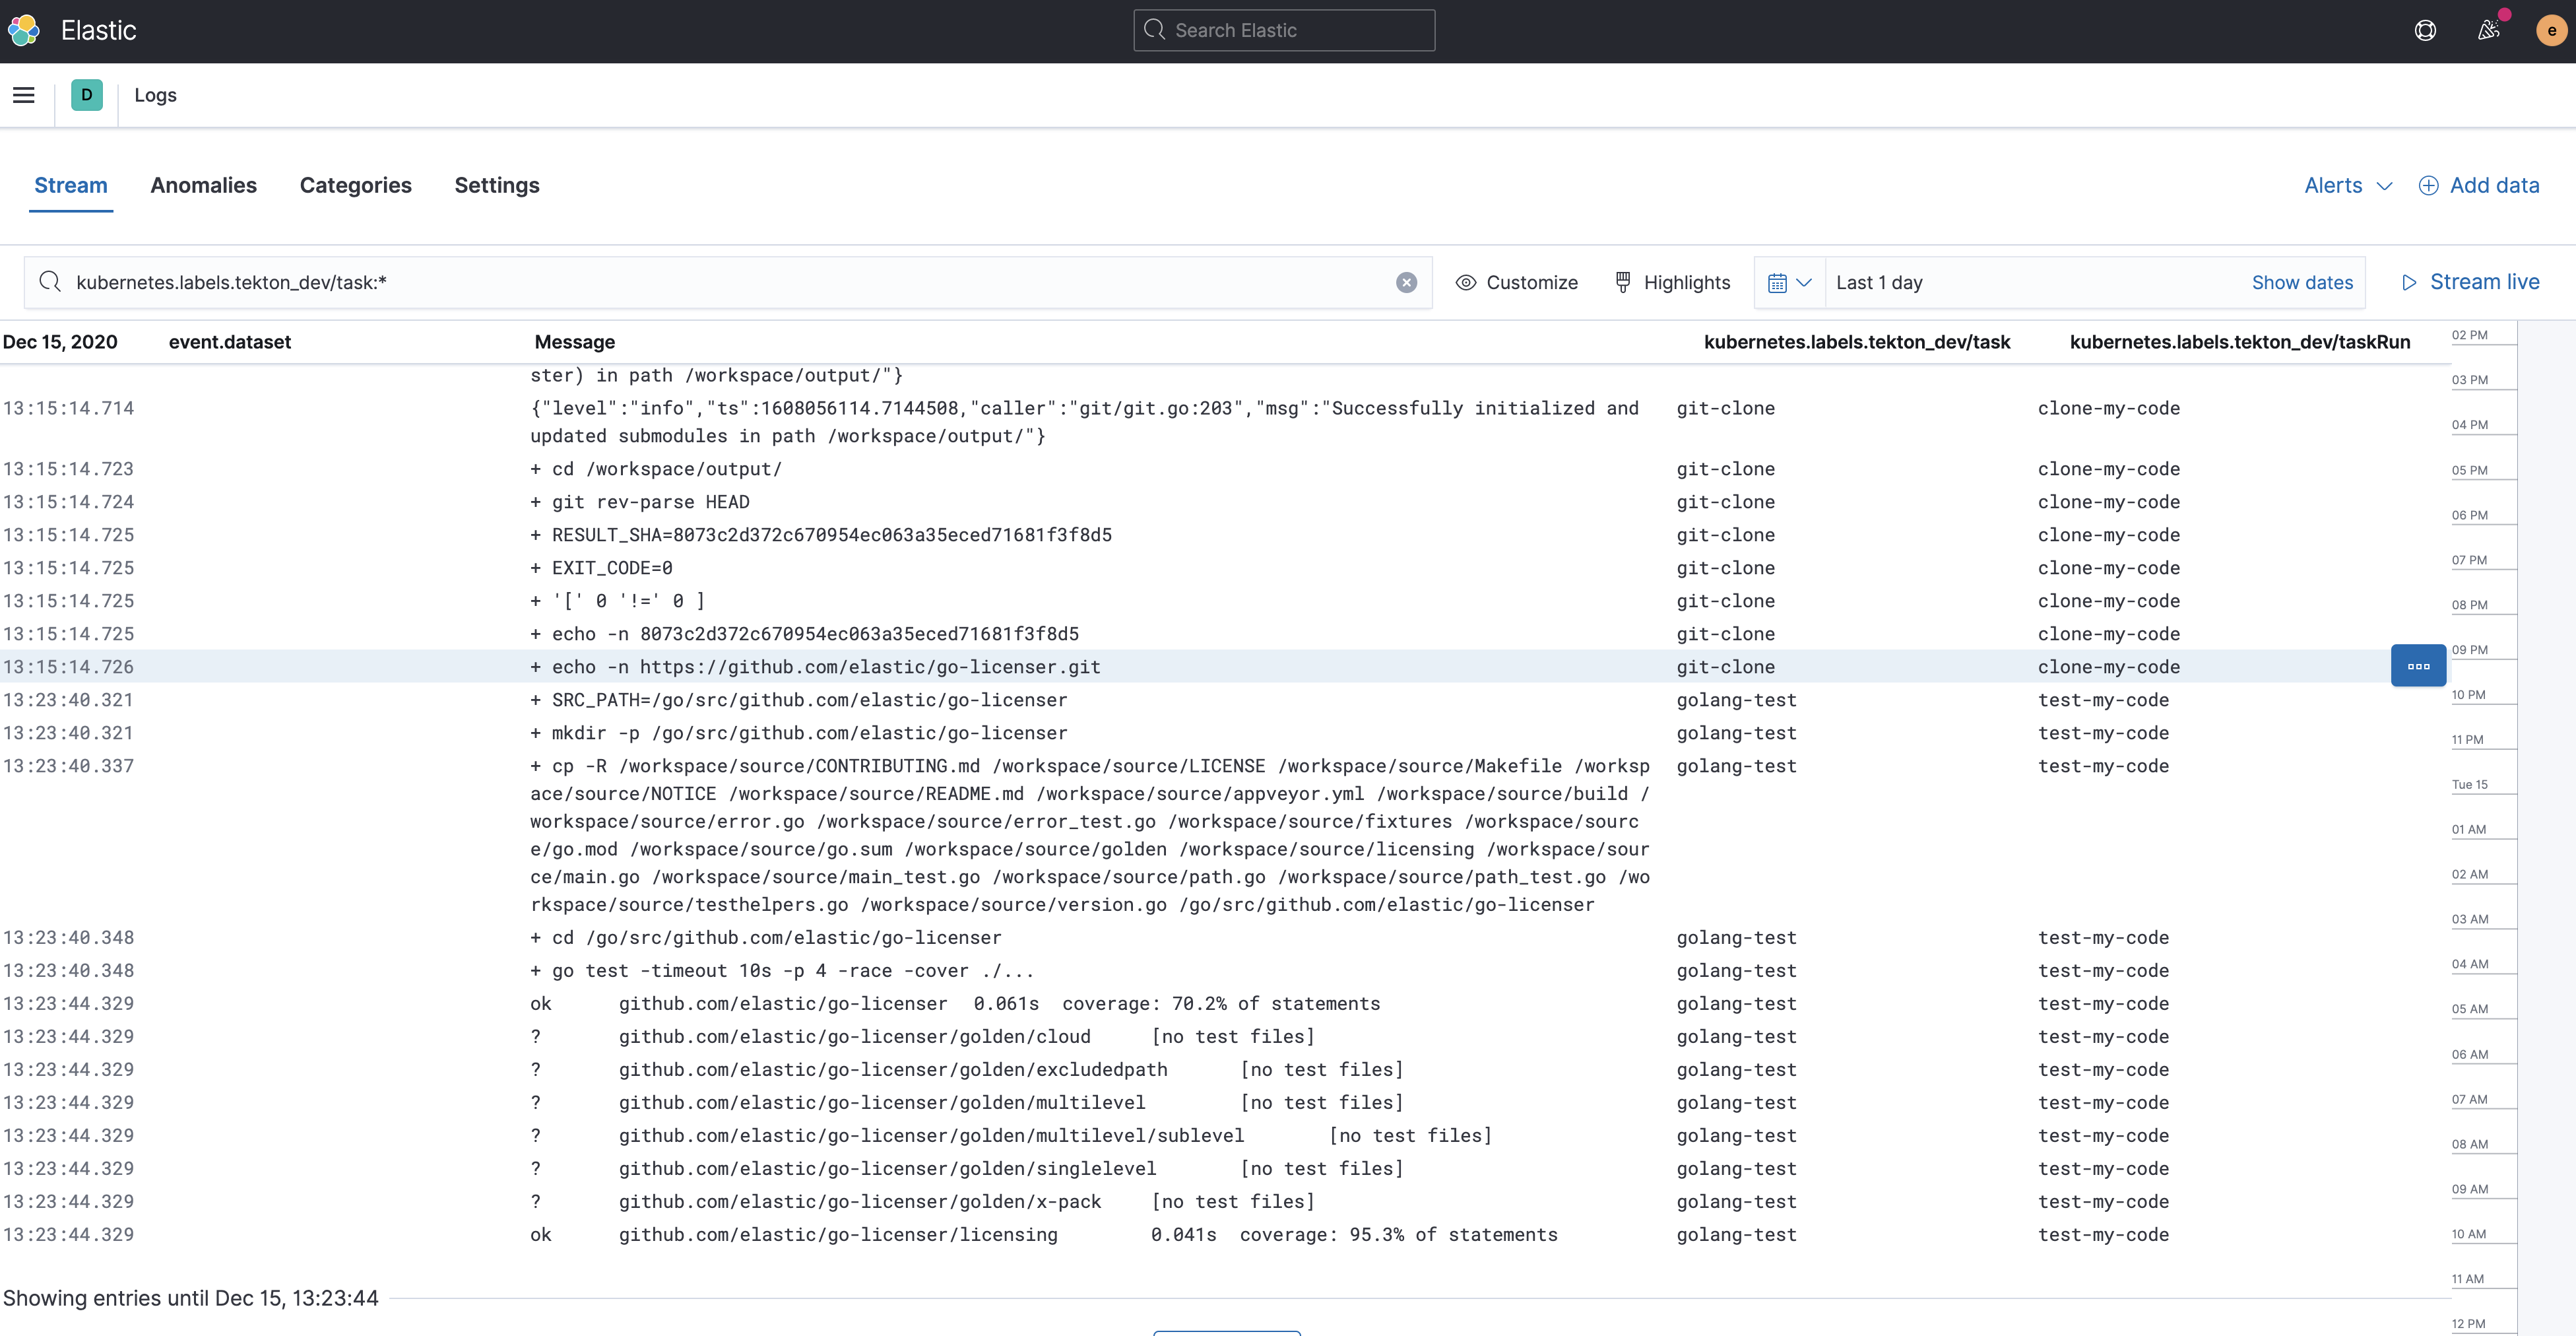 Elastic
Search Elastic
e
D
Logs
Stream Anomalies Categories Settings
Alerts Add data
kubernetes.labels.tekton_dev/task:*
Customize Highlights
Last 1 day Show dates
Stream live
Dec 15, 2020 event.dataset Message kubernetes.labels.tekton_dev/task kubernetes.labels.tekton_dev/taskRun
ster) in path /workspace/output/"}
13:15:14.714 {"level":"info","ts":1608056114.7144508,"caller":"git/git.go:203","msg":"Successfully initialized and git-clone clone-my-code
updated submodules in path /workspace/output/"}
13:15:14.723 + cd /workspace/output/ git-clone clone-my-code
13:15:14.724 + git rev-parse HEAD git-clone clone-my-code
13:15:14.725 + RESULT_SHA=8073c2d372c670954ec063a35eced71681f3f8d5 git-clone clone-my-code
13:15:14.725 + EXIT_CODE=0 git-clone clone-my-code
13:15:14.725 + '[' 0 '!=' 0 ] git-clone clone-my-code
13:15:14.725 + echo -n 8073c2d372c670954ec063a35eced71681f3f8d5 git-clone clone-my-code
13:15:14.726 + echo -n https://github.com/elastic/go-licenser.git git-clone clone-my-code
13:23:40.321 + SRC_PATH=/go/src/github.com/elastic/go-licenser golang-test test-my-code
13:23:40.321 + mkdir -p /go/src/github.com/elastic/go-licenser golang-test test-my-code
13:23:40.337 + cp -R /workspace/source/CONTRIBUTING.md /workspace/source/LICENSE /workspace/source/Makefile /worksp golang-test test-my-code
ace/source/NOTICE /workspace/source/README.md /workspace/source/appveyor.yml /workspace/source/build /
workspace/source/error.go /workspace/source/error_test.go /workspace/source/fixtures /workspace/sourc
e/go.mod /workspace/source/go.sum /workspace/source/golden /workspace/source/licensing /workspace/sour
ce/main.go /workspace/source/main_test.go /workspace/source/path.go /workspace/source/path_test.go /wo
rkspace/source/testhelpers.go /workspace/source/version.go /go/src/github.com/elastic/go-licenser
13:23:40.348 + cd /go/src/github.com/elastic/go-licenser golang-test test-my-code
13:23:40.348 + go test -timeout 10s -p 4 -race -cover ./... golang-test test-my-code
13:23:44.329 ok github.com/elastic/go-licenser 0.061s coverage: 70.2% of statements golang-test test-my-code
13:23:44.329 ? github.com/elastic/go-licenser/golden/cloud [no test files] golang-test test-my-code
13:23:44.329 ? github.com/elastic/go-licenser/golden/excludedpath [no test files] golang-test test-my-code
13:23:44.329 ? github.com/elastic/go-licenser/golden/multilevel [no test files] golang-test test-my-code
13:23:44.329 ? github.com/elastic/go-licenser/golden/multilevel/sublevel [no test files] golang-test test-my-code
13:23:44.329 ? github.com/elastic/go-licenser/golden/singlelevel [no test files] golang-test test-my-code
13:23:44.329 ? github.com/elastic/go-licenser/golden/x-pack [no test files] golang-test test-my-code
13:23:44.329 ok github.com/elastic/go-licenser/licensing 0.041s coverage: 95.3% of statements golang-test test-my-code
Showing entries until Dec 15, 13:23:44
02 PM
03 PM
04 PM
05 PM
06 PM
07 PM
08 PM
09 PM
10 PM
11 PM
Tue 15
01 AM
02 AM
03 AM
04 AM
05 AM
06 AM
07 AM
08 AM
09 AM
10 AM
11 AM
12 PM